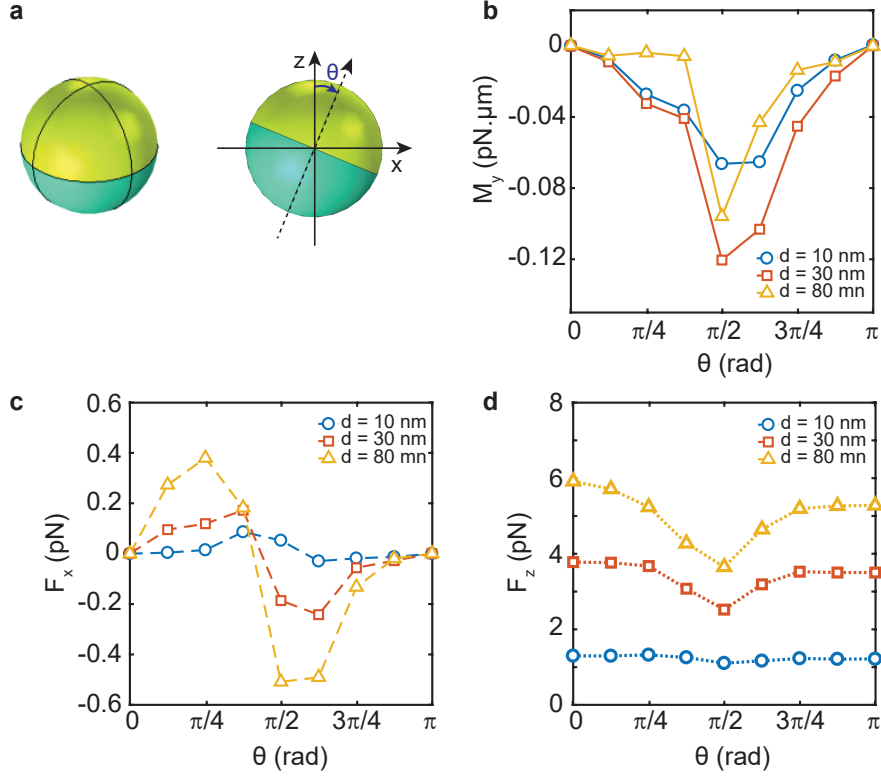 a
z
θ
x
b
0
-0.04
-0.08
-0.12
M_y (pN.μm)
d = 10 nm
d = 30 nm
d = 80 mn
0 π/4 π/2 3π/4 π
θ (rad)
c
0.6
0.4
0.2
0
-0.2
-0.4
-0.6
F_x (pN)
d = 10 nm
d = 30 nm
d = 80 mn
0 π/4 π/2 3π/4 π
θ (rad)
d
8
6
4
2
0
F_z (pN)
d = 10 nm
d = 30 nm
d = 80 mn
0 π/4 π/2 3π/4 π
θ (rad)